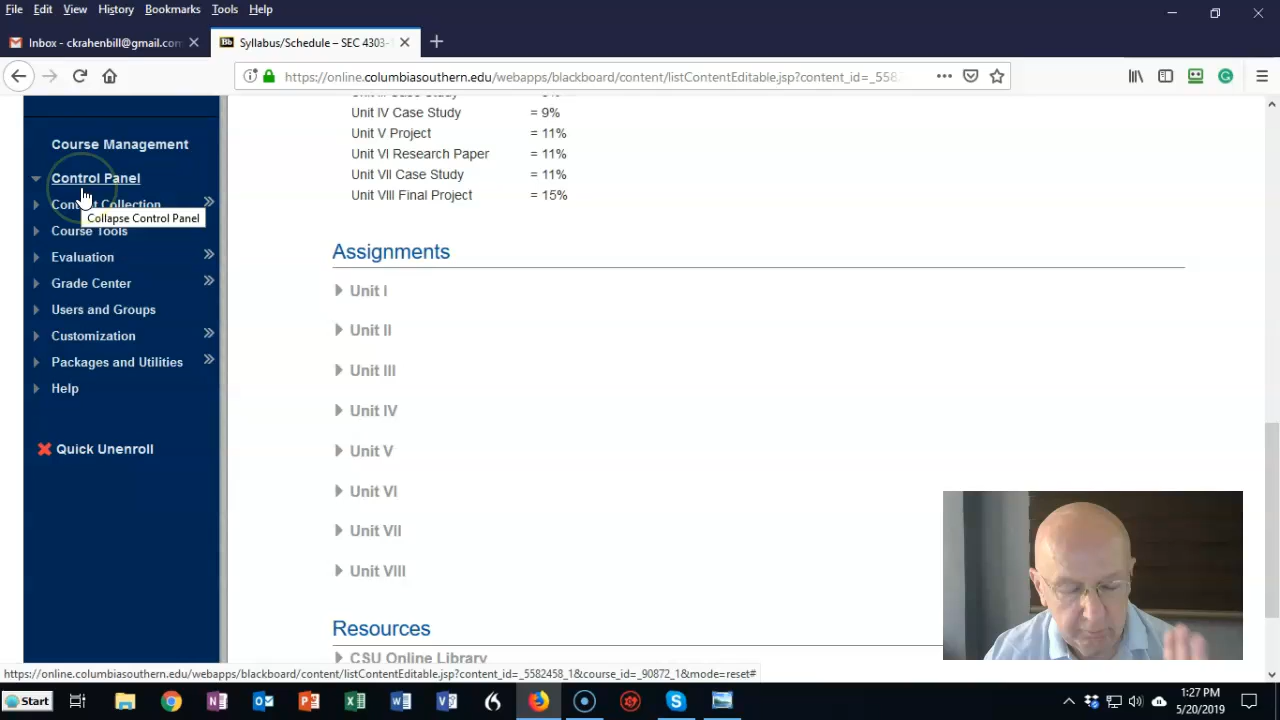 File Edit View History Bookmarks Tools Help
Inbox - ckrahenbill@gmail.com
Syllabus/Schedule – SEC 4303-
https://online.columbiasouthern.edu/webapps/blackboard/content/listContentEditable.jsp?content_id=_558
Course Management
Control Panel
Content Collection
Collapse Control Panel
Course Tools
Evaluation
Grade Center
Users and Groups
Customization
Packages and Utilities
Help
Quick Unenroll
Unit IV Case Study = 9%
Unit V Project = 11%
Unit VI Research Paper = 11%
Unit VII Case Study = 11%
Unit VIII Final Project = 15%
Assignments
Unit I
Unit II
Unit III
Unit IV
Unit V
Unit VI
Unit VII
Unit VIII
Resources
CSU Online Library
https://online.columbiasouthern.edu/webapps/blackboard/content/listContentEditable.jsp?content_id=_5582458_1&course_id=_90872_1&mode=reset#
Start
1:27 PM
5/20/2019